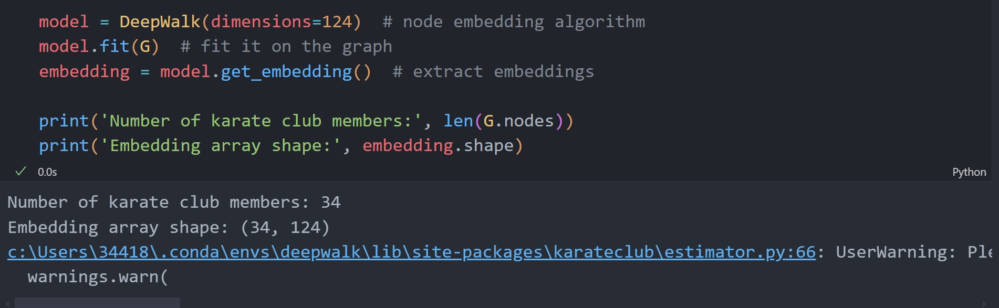 model = DeepWalk(dimensions=124)  # node embedding algorithm
model.fit(G)  # fit it on the graph
embedding = model.get_embedding()  # extract embeddings
print('Number of karate club members:', len(G.nodes))
print('Embedding array shape:', embedding.shape)
0.0s
Python
Number of karate club members: 34
Embedding array shape: (34, 124)
c:\Users\34418\.conda\envs\deepwalk\lib\site-packages\karateclub\estimator.py:66: UserWarning:
  warnings.warn(